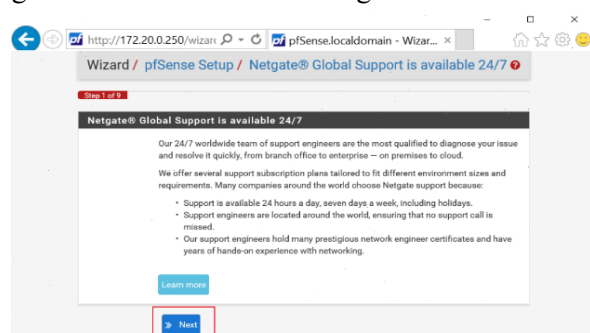 http://172.20.0.250/wizarc pfSense.localdomain - Wizar...
Wizard / pfSense Setup / Netgate® Global Support is available 24/7
Step 1 of 9
Netgate® Global Support is available 24/7
Our 24/7 worldwide team of support engineers are the most qualified to diagnose your issue
and resolve it quickly, from branch office to enterprise — on premises to cloud.
We offer several support subscription plans tailored to fit different environment sizes and
requirements. Many companies around the world choose Netgate support because:
• Support is available 24 hours a day, seven days a week, including holidays.
• Support engineers are located around the world, ensuring that no support call is
missed.
• Our support engineers hold many prestigious network engineer certificates and have
years of hands-on experience with networking.
Learn more
» Next